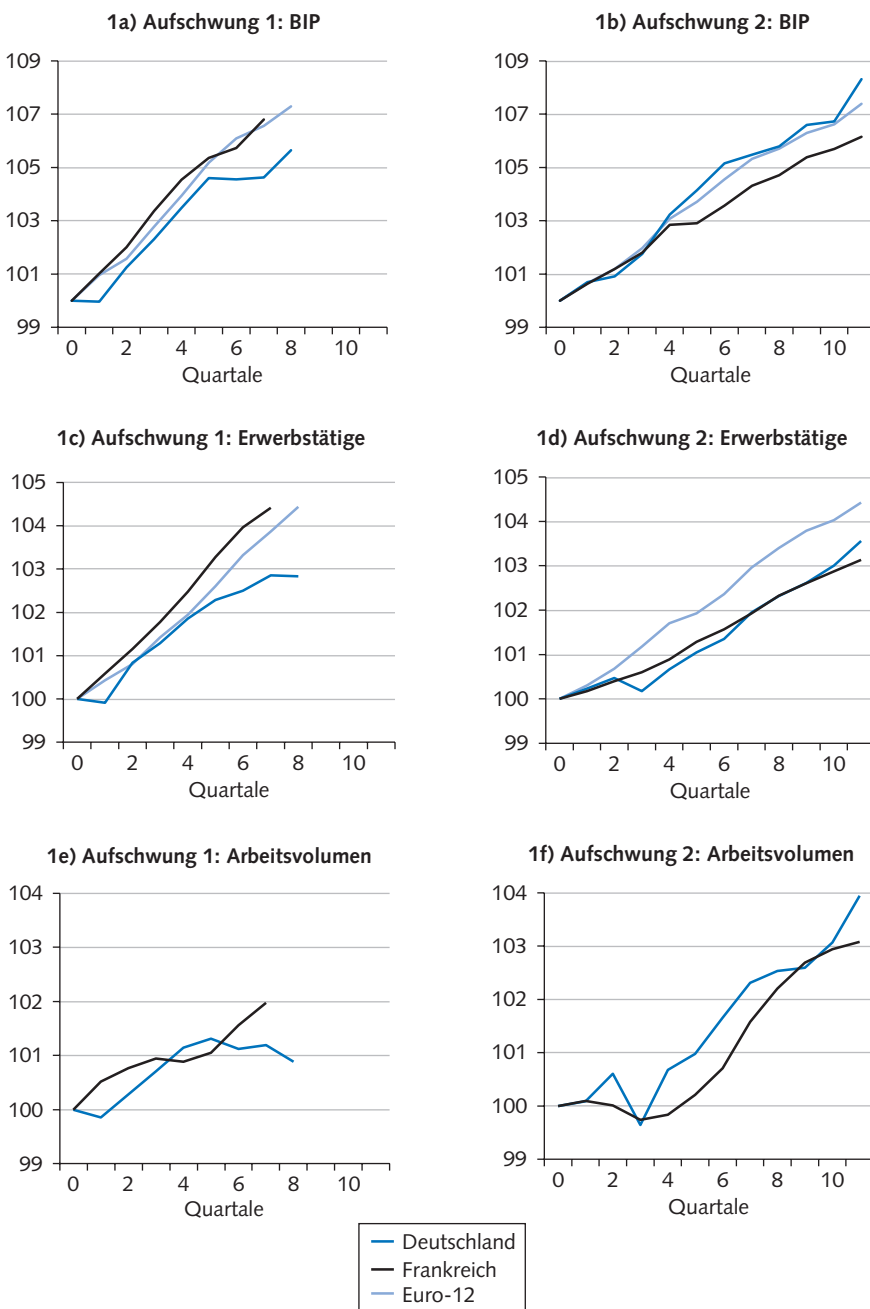 1a) Aufschwung 1: BIP
109
107
105
103
101
99
0 2 4 6 8 10
Quartale
1b) Aufschwung 2: BIP
109
107
105
103
101
99
0 2 4 6 8 10
Quartale
1c) Aufschwung 1: Erwerbstätige
105
104
103
102
101
100
99
0 2 4 6 8 10
Quartale
1d) Aufschwung 2: Erwerbstätige
105
104
103
102
101
100
99
0 2 4 6 8 10
Quartale
1e) Aufschwung 1: Arbeitsvolumen
104
103
102
101
100
99
0 2 4 6 8 10
Quartale
1f) Aufschwung 2: Arbeitsvolumen
104
103
102
101
100
99
0 2 4 6 8 10
Quartale
Deutschland
Frankreich
Euro-12